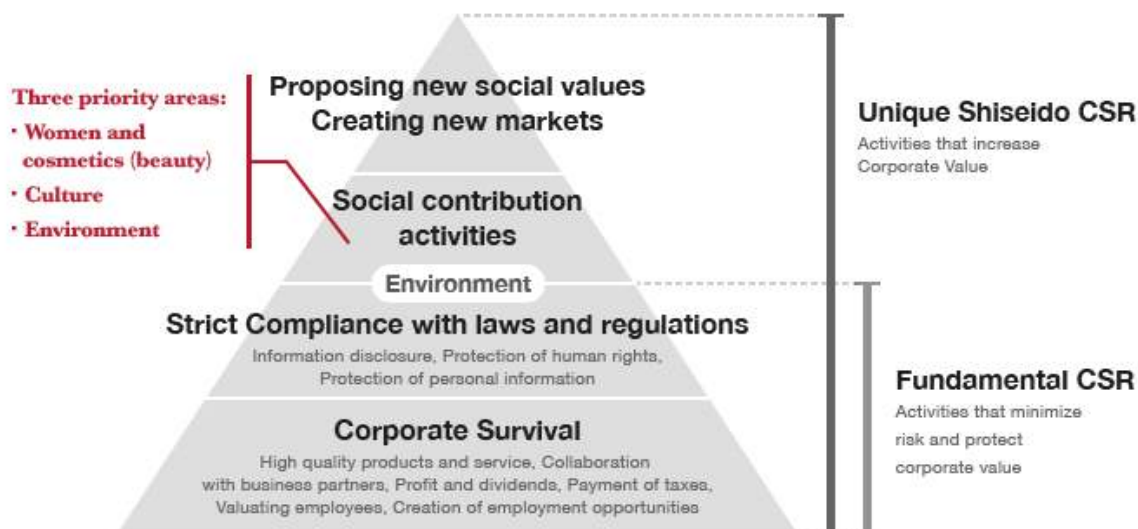 Three priority areas:
・Women and
cosmetics (beauty)
・Culture
・Environment
Proposing new social values
Creating new markets
Social contribution
activities
Environment
Strict Compliance with laws and regulations
Information disclosure, Protection of human rights,
Protection of personal information
Corporate Survival
High quality products and service, Collaboration
with business partners, Profit and dividends, Payment of taxes,
Valuating employees, Creation of employment opportunities
Unique Shiseido CSR
Activities that increase
Corporate Value
Fundamental CSR
Activities that minimize
risk and protect
corporate value